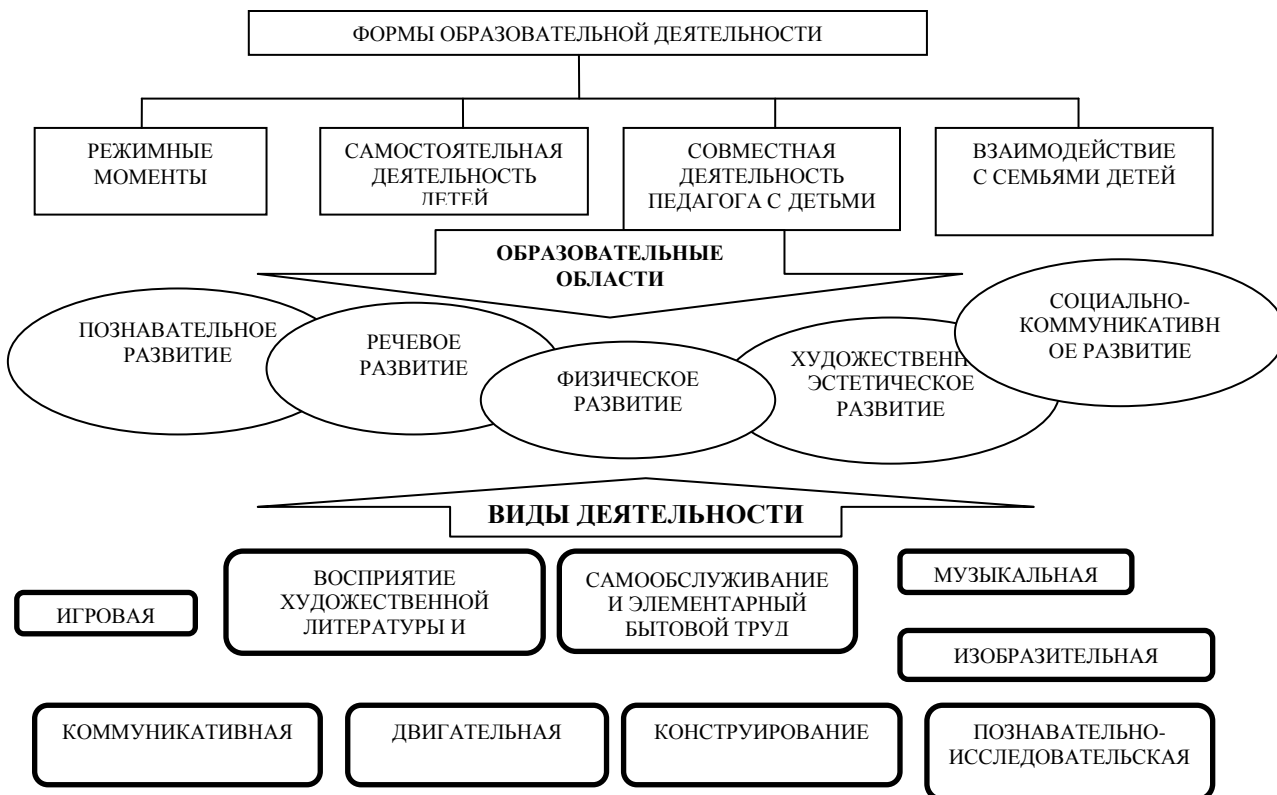 ФОРМЫ ОБРАЗОВАТЕЛЬНОЙ ДЕЯТЕЛЬНОСТИ
РЕЖИМНЫЕ
МОМЕНТЫ
САМОСТОЯТЕЛЬНАЯ
ДЕЯТЕЛЬНОСТЬ
ДЕТЕЙ
СОВМЕСТНАЯ
ДЕЯТЕЛЬНОСТЬ
ПЕДАГОГА С ДЕТЬМИ
ВЗАИМОДЕЙСТВИЕ
С СЕМЬЯМИ ДЕТЕЙ
ОБРАЗОВАТЕЛЬНЫЕ
ОБЛАСТИ
ПОЗНАВАТЕЛЬНОЕ
РАЗВИТИЕ
РЕЧЕВОЕ
РАЗВИТИЕ
ФИЗИЧЕСКОЕ
РАЗВИТИЕ
ХУДОЖЕСТВЕНН
ЭСТЕТИЧЕСКОЕ
РАЗВИТИЕ
СОЦИАЛЬНО-
КОММУНИКАТИВН
ОЕ РАЗВИТИЕ
ВИДЫ ДЕЯТЕЛЬНОСТИ
ИГРОВАЯ
ВОСПРИЯТИЕ
ХУДОЖЕСТВЕННОЙ
ЛИТЕРАТУРЫ И
САМООБСЛУЖИВАНИЕ
И ЭЛЕМЕНТАРНЫЙ
БЫТОВОЙ ТРУД
МУЗЫКАЛЬНАЯ
ИЗОБРАЗИТЕЛЬНАЯ
КОММУНИКАТИВНАЯ
ДВИГАТЕЛЬНАЯ
КОНСТРУИРОВАНИЕ
ПОЗНАВАТЕЛЬНО-
ИССЛЕДОВАТЕЛЬСКАЯ